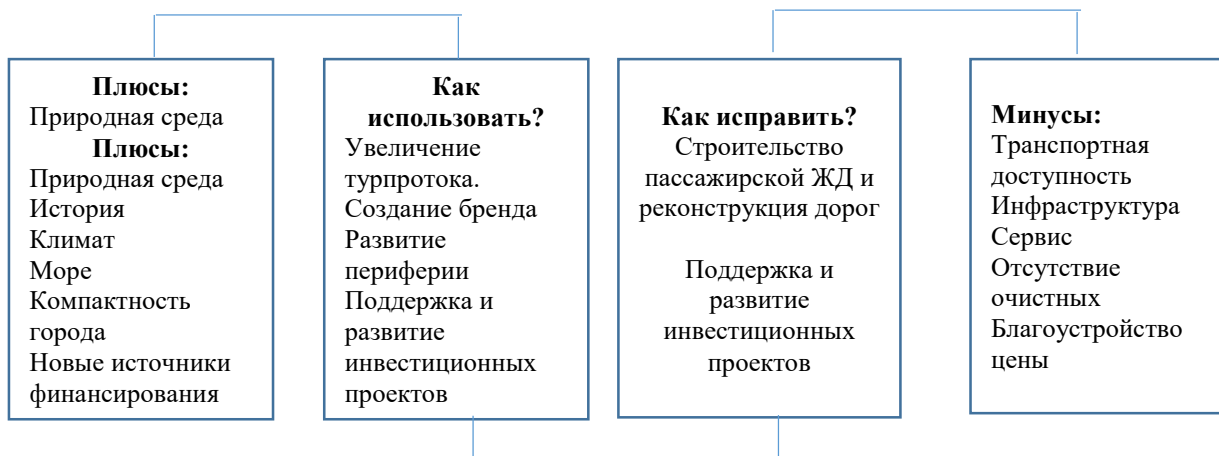 Плюсы:
Природная среда
Плюсы:
Природная среда
История
Климат
Море
Компактность
города
Новые источники
финансирования
Как
использовать?
Увеличение
турпротока.
Создание бренда
Развитие
периферии
Поддержка и
развитие
инвестиционных
проектов
Как исправить?
Строительство
пассажирской ЖД и
реконструкция дорог
Поддержка и
развитие
инвестиционных
проектов
Минусы:
Транспортная
доступность
Инфраструктура
Сервис
Отсутствие
очистных
Благоустройство
цены